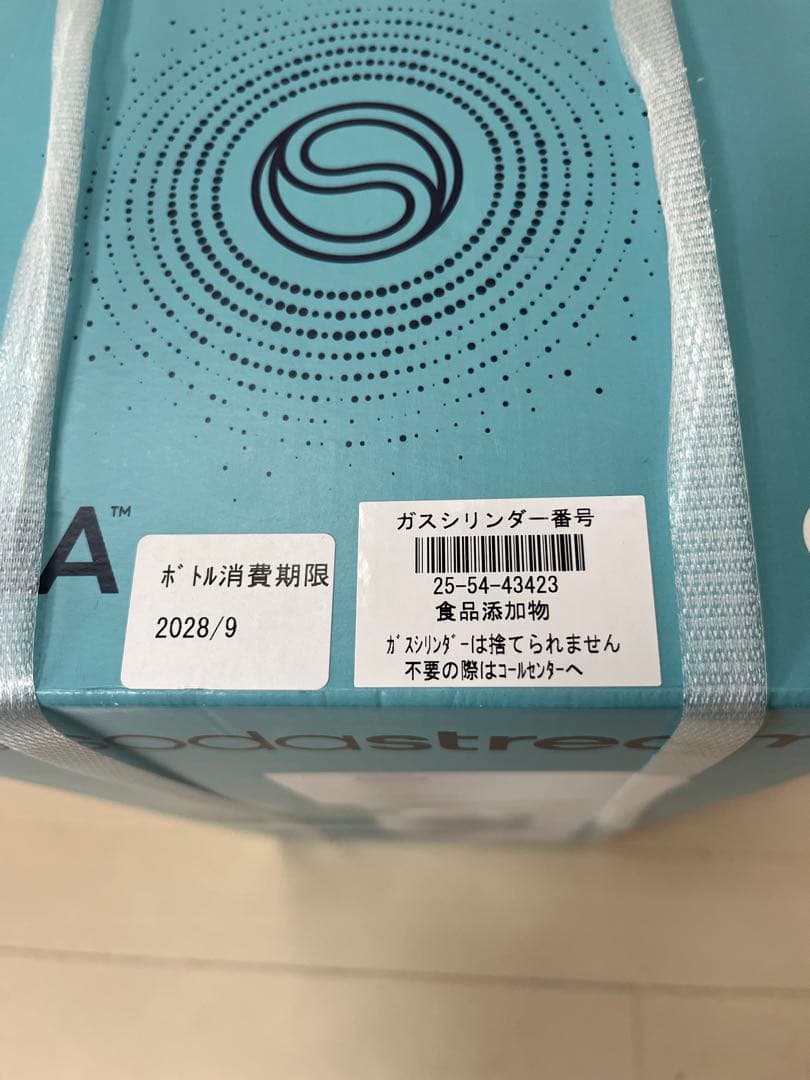 A™
ボトル消費期限
2028/9
ガスシリンダー番号
25-54-43423
食品添加物
ガスシリンダーは捨てられません
不要の際はコールセンターへ
sodastream